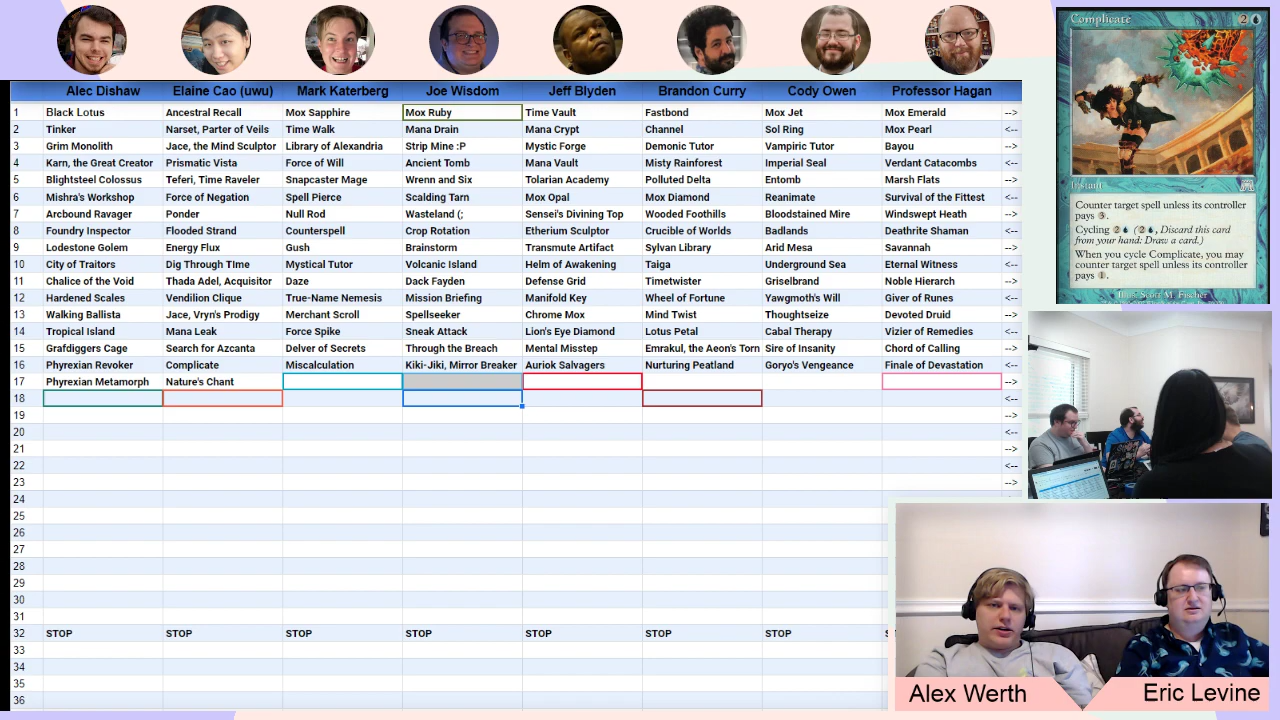 Alec Dishaw Elaine Cao (uwu) Mark Katerberg Joe Wisdom Jeff Blyden Brandon Curry Cody Owen Professor Hagan
1 Black Lotus Ancestral Recall Mox Sapphire Mox Ruby Time Vault Fastbond Mox Jet Mox Emerald -->
2 Tinker Narset, Parter of Veils Time Walk Mana Drain Mana Crypt Channel Sol Ring Mox Pearl <--
3 Grim Monolith Jace, the Mind Sculptor Library of Alexandria Strip Mine :P Mystic Forge Demonic Tutor Vampiric Tutor Bayou -->
4 Karn, the Great Creator Prismatic Vista Force of Will Ancient Tomb Mana Vault Misty Rainforest Imperial Seal Verdant Catacombs <--
5 Blightsteel Colossus Teferi, Time Raveler Snapcaster Mage Wrenn and Six Tolarian Academy Polluted Delta Entomb Marsh Flats -->
6 Mishra's Workshop Force of Negation Spell Pierce Scalding Tarn Mox Opal Mox Diamond Reanimate Survival of the Fittest <--
7 Arcbound Ravager Ponder Null Rod Wasteland (; Sensei's Divining Top Wooded Foothills Bloodstained Mire Windswept Heath -->
8 Foundry Inspector Flooded Strand Counterspell Crop Rotation Etherium Sculptor Crucible of Worlds Badlands Deathrite Shaman <--
9 Lodestone Golem Energy Flux Gush Brainstorm Transmute Artifact Sylvan Library Arid Mesa Savannah -->
10 City of Traitors Dig Through TIme Mystical Tutor Volcanic island Helm of Awakening Taiga Underground Sea Eternal Witness <--
11 Chalice of the Void Thada Adel, Acquisitor Daze Dack Fayden Defense Grid Timetwister Griselbrand Noble Hierarch -->
12 Hardened Scales Vendilion Clique True-Name Nemesis Mission Briefing Manifold Key Wheel of Fortune Yawgmoth's Will Giver of Runes <--
13 Walking Ballista Jace, Vryn's Prodigy Merchant Scroll Spellseeker Chrome Mox Mind Twist Thoughtseize Devoted Druid -->
14 Tropical Island Mana Leak Force Spike Sneak Attack Lion's Eye Diamond Lotus Petal Cabal Therapy Vizier of Remedies <--
15 Grafdiggers Cage Search for Azcanta Delver of Secrets Through the Breach Mental Misstep Emrakul, the Aeon's Torn Sire of Insanity Chord of Calling -->
16 Phyrexian Revoker Complicate Miscalculation Kiki-Jiki, Mirror Breaker Auriok Salvagers Nurturing Peatland Goryo's Vengeance Finale of Devastation <--
17 Phyrexian Metamorph Nature's Chant -->
18 <--
19 -->
20 <--
21 -->
22 <--
23 -->
24
25
26
27
28
29
30
31
32 STOP STOP STOP STOP STOP STOP STOP
33
34
35
36
Complicate 2
Instant
Counter target spell unless its controller
pays 3.
Cycling 2 (2, Discard this card
from your hand: Draw a card.)
When you cycle Complicate, you may
counter target spell unless its controller
pays 1.
Illus. Scott M. Fischer
Alex Werth Eric Levine